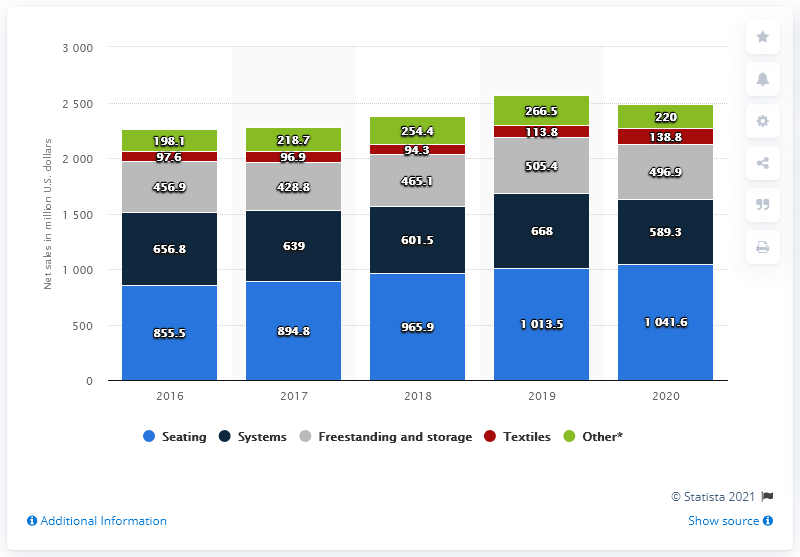 3 000
2 500
2 000
1 500
1 000
500
0
Net sales in million U.S. dollars
198.1 218.7 254.4 266.5 220
97.6 96.9 94.3 113.8 138.8
456.9 428.8 465.1 505.4 496.9
656.8 639 601.5 668 589.3
855.5 894.8 965.9 1 013.5 1 041.6
2016 2017 2018 2019 2020
Seating Systems Freestanding and storage Textiles Other*
© Statista 2021
Additional Information Show source